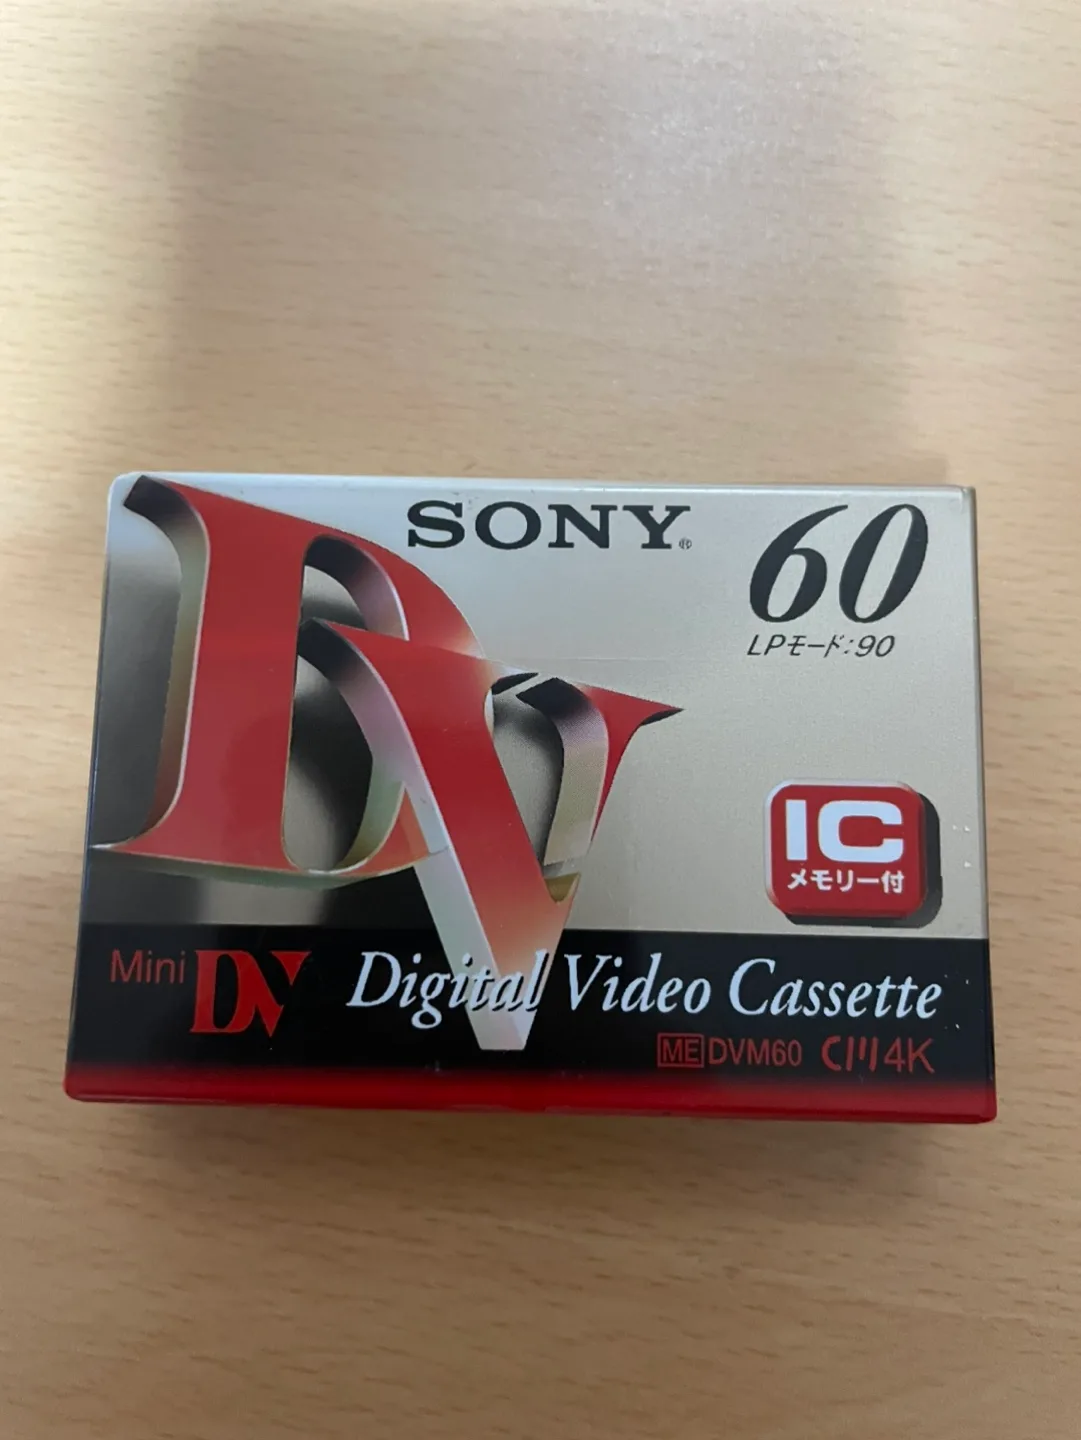 SONY®
60
LPモード:90
DV
IC
メモリー付
Mini DV
Digital Video Cassette
ME DVM60 CM4K